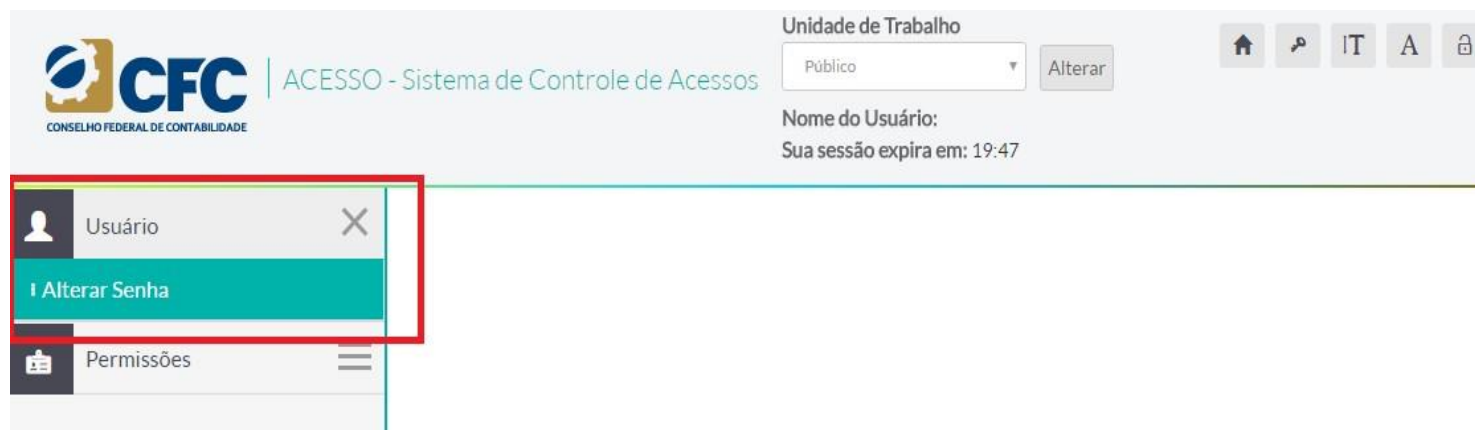 CFC
CONSELHO FEDERAL DE CONTABILIDADE
ACESSO - Sistema de Controle de Acessos
Unidade de Trabalho
Público
Alterar
Nome do Usuário:
Sua sessão expira em: 19:47
Usuário
Alterar Senha
Permissões